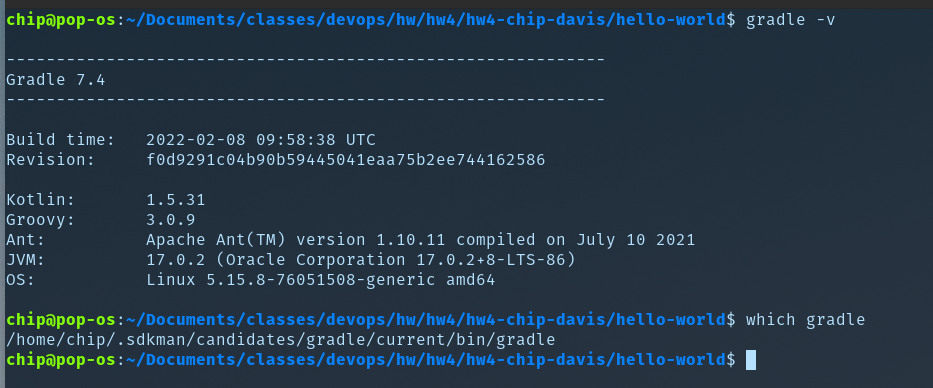 chip@pop-os:~/Documents/classes/devops/hw/hw4/hw4-chip-davis/hello-world$ gradle -v
------------------------------------------------------------
Gradle 7.4
------------------------------------------------------------
Build time:   2022-02-08 09:58:38 UTC
Revision:     f0d9291c04b90b59445041eaa75b2ee744162586
Kotlin:       1.5.31
Groovy:       3.0.9
Ant:          Apache Ant(TM) version 1.10.11 compiled on July 10 2021
JVM:          17.0.2 (Oracle Corporation 17.0.2+8-LTS-86)
OS:           Linux 5.15.8-76051508-generic amd64
chip@pop-os:~/Documents/classes/devops/hw/hw4/hw4-chip-davis/hello-world$ which gradle
/home/chip/.sdkman/candidates/gradle/current/bin/gradle
chip@pop-os:~/Documents/classes/devops/hw/hw4/hw4-chip-davis/hello-world$